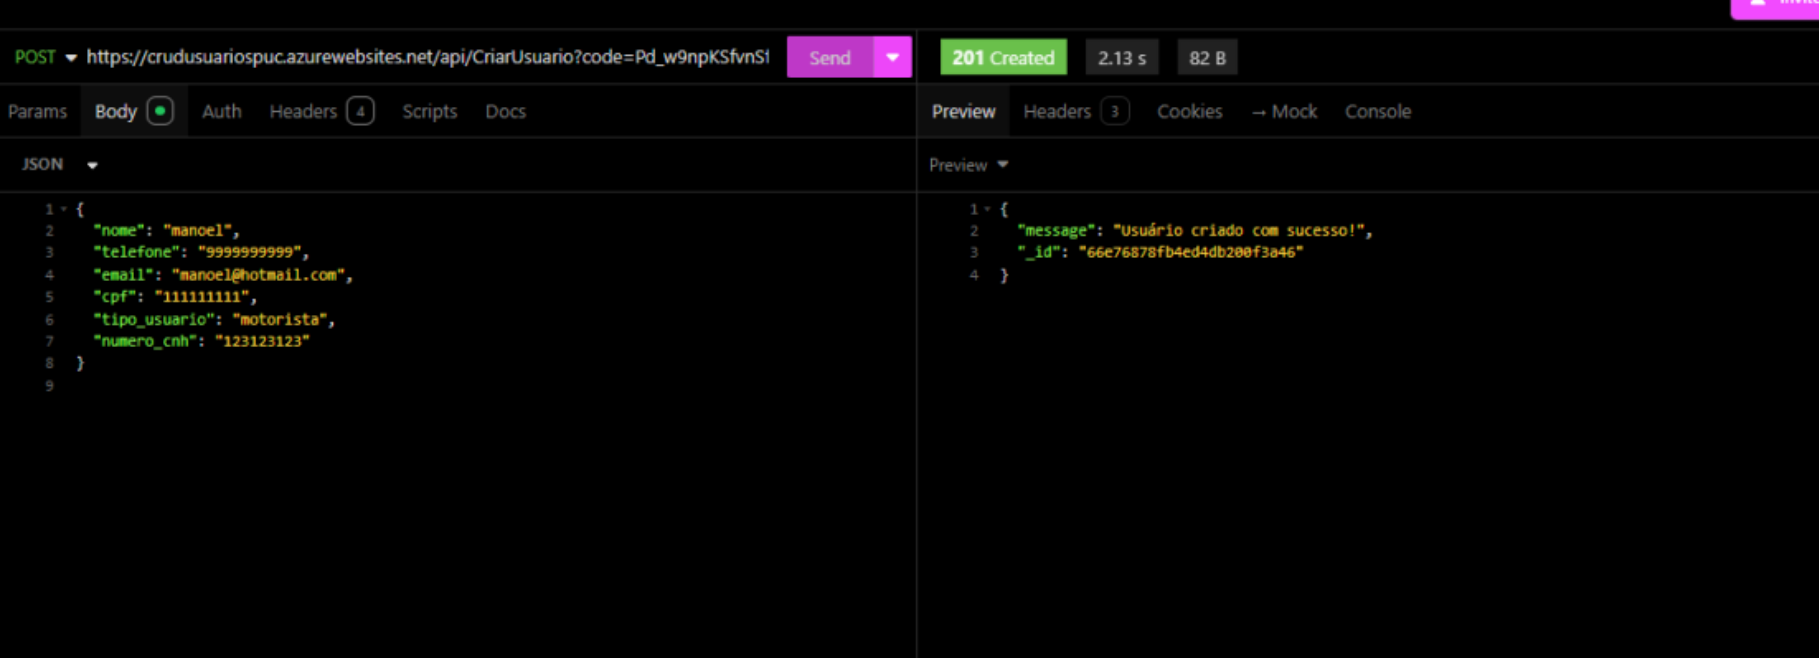 POST https://crudusuariospuc.azurewebsites.net/api/CriarUsuario?code=Pd_w9npKSfvnSf Send
201 Created 2.13 s 82 B
Params Body Auth Headers 4 Scripts Docs
Preview Headers 3 Cookies → Mock Console
JSON
Preview
1 {
2 "nome": "manoel",
3 "telefone": "9999999999",
4 "email": "manoel@hotmail.com",
5 "cpf": "111111111",
6 "tipo_usuario": "motorista",
7 "numero_cnh": "123123123"
8 }
9
1 {
2 "message": "Usuário criado com sucesso!",
3 "_id": "66e76878fb4ed4db200f3a46"
4 }